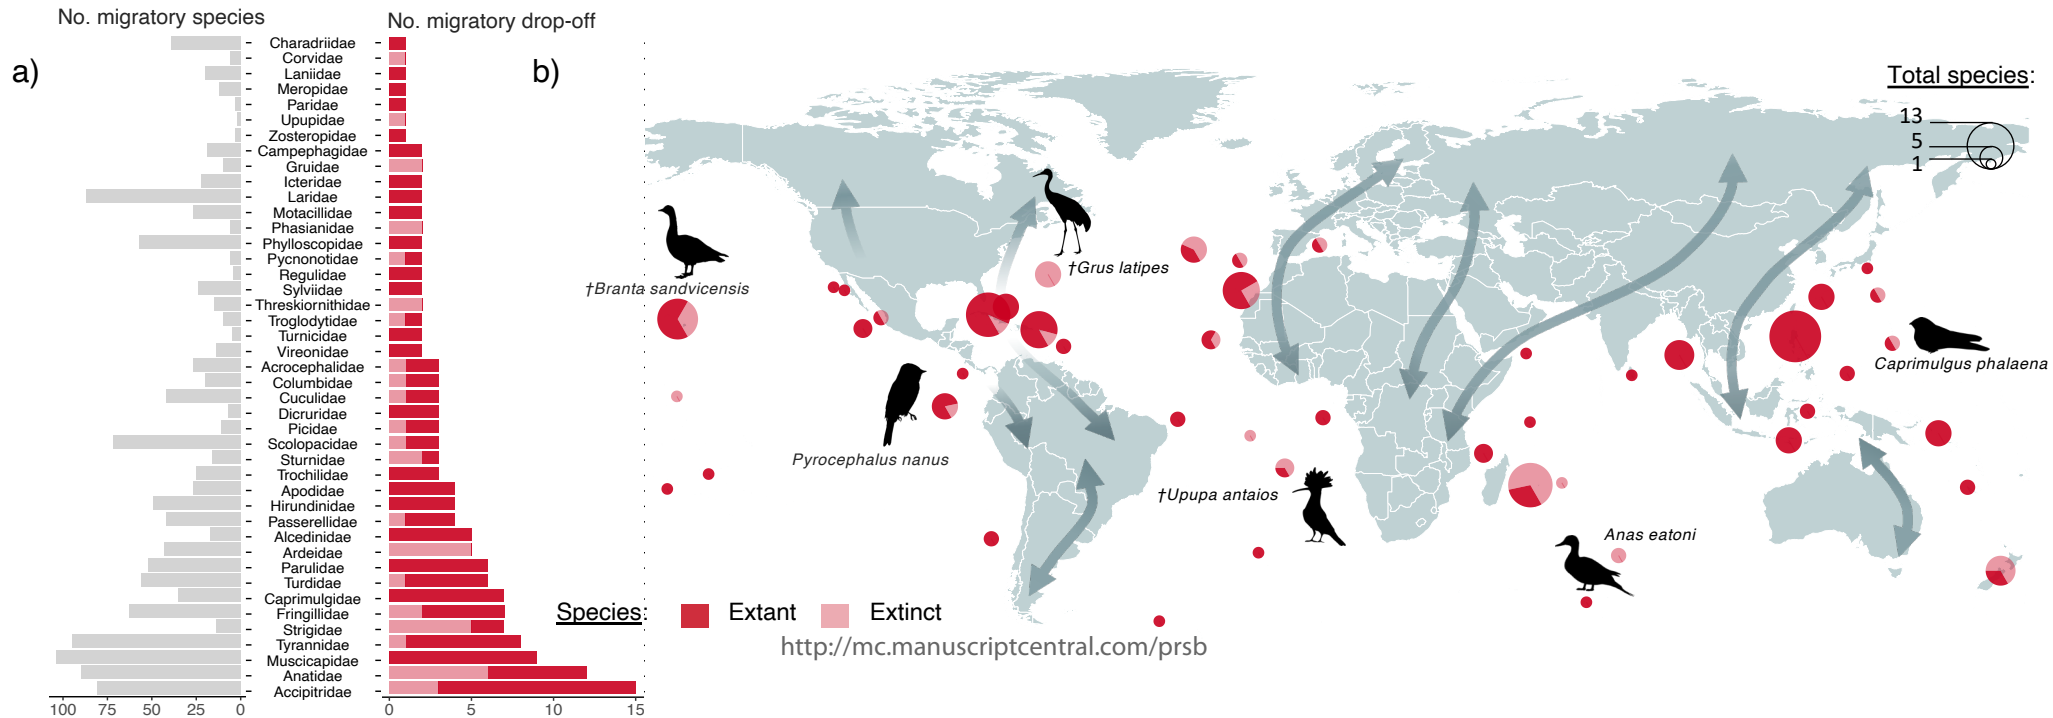 No. migratory species
No. migratory drop-off
a)
Charadriidae
Corvidae
Laniidae
Meropidae
Paridae
Upupidae
Zosteropidae
Campephagidae
Gruidae
Icteridae
Laridae
Motacillidae
Phasianidae
Phylloscopidae
Pycnonotidae
Regulidae
Sylviidae
Threskiornithidae
Troglodytidae
Turnicidae
Vireonidae
Acrocephalidae
Columbidae
Cuculidae
Dicruridae
Picidae
Scolopacidae
Sturnidae
Trochilidae
Apodidae
Hirundinidae
Passerellidae
Alcedinidae
Ardeidae
Parulidae
Turdidae
Caprimulgidae
Fringillidae
Strigidae
Tyrannidae
Muscicapidae
Anatidae
Accipitridae
100 75 50 25 0
0 5 10 15
b)
Total species:
13
5
1
†Grus latipes
†Branta sandvicensis
Caprimulgus phalaena
Pyrocephalus nanus
†Upupa antaios
Anas eatoni
Species: Extant Extinct
http://mc.manuscriptcentral.com/prsb